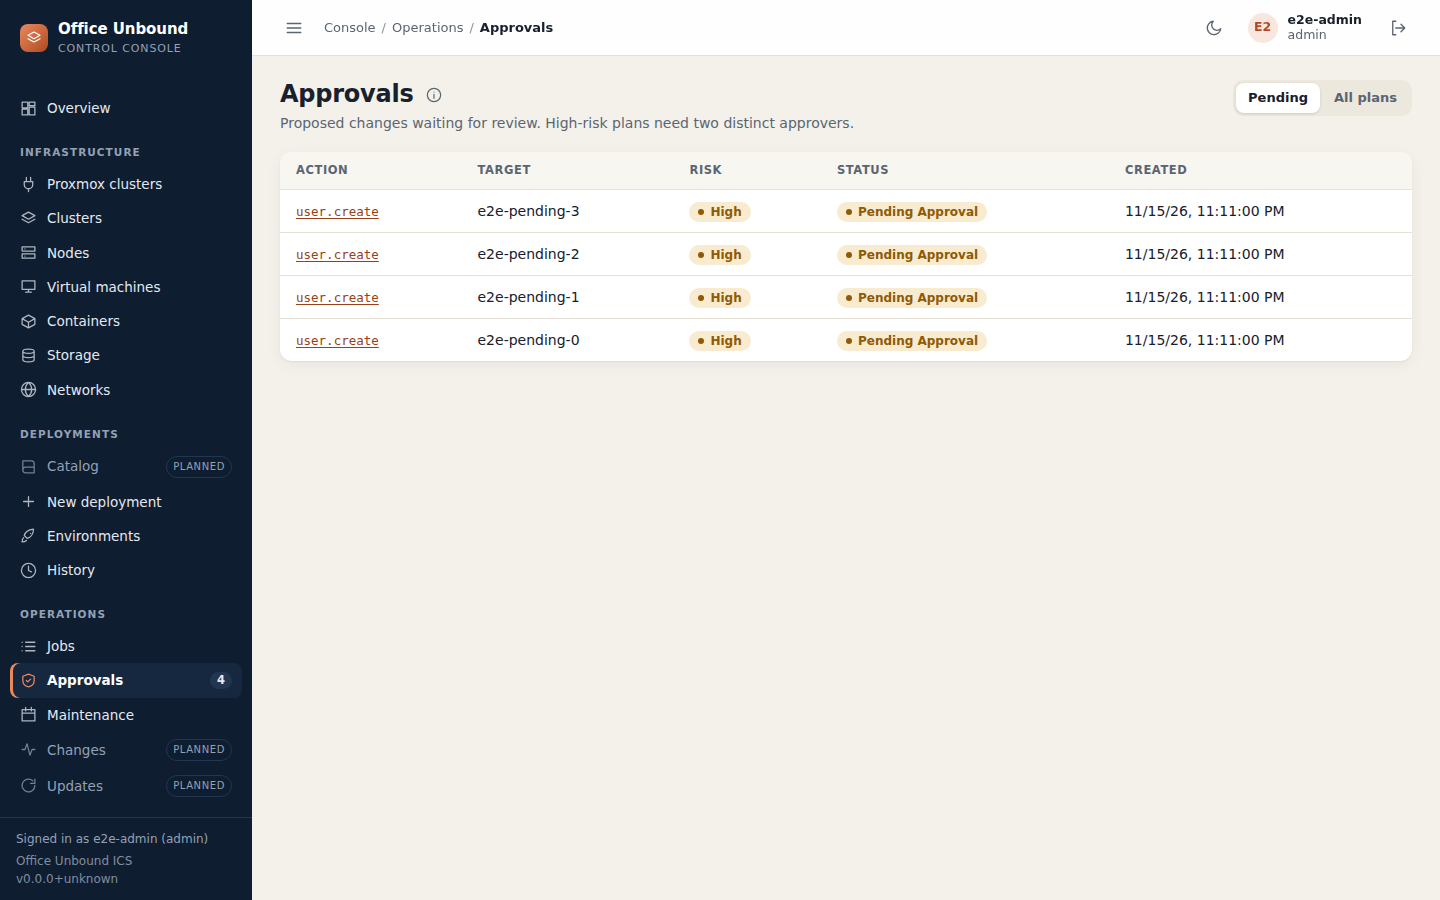 Office Unbound
CONTROL CONSOLE
Overview
INFRASTRUCTURE
Proxmox clusters
Clusters
Nodes
Virtual machines
Containers
Storage
Networks
DEPLOYMENTS
Catalog PLANNED
New deployment
Environments
History
OPERATIONS
Jobs
Approvals 4
Maintenance
Changes PLANNED
Updates PLANNED
Signed in as e2e-admin (admin)
Office Unbound ICS
v0.0.0+unknown
Console / Operations / Approvals
E2 e2e-admin
admin
Approvals
Proposed changes waiting for review. High-risk plans need two distinct approvers.
Pending All plans
ACTION TARGET RISK STATUS CREATED
user.create e2e-pending-3 High Pending Approval 11/15/26, 11:11:00 PM
user.create e2e-pending-2 High Pending Approval 11/15/26, 11:11:00 PM
user.create e2e-pending-1 High Pending Approval 11/15/26, 11:11:00 PM
user.create e2e-pending-0 High Pending Approval 11/15/26, 11:11:00 PM